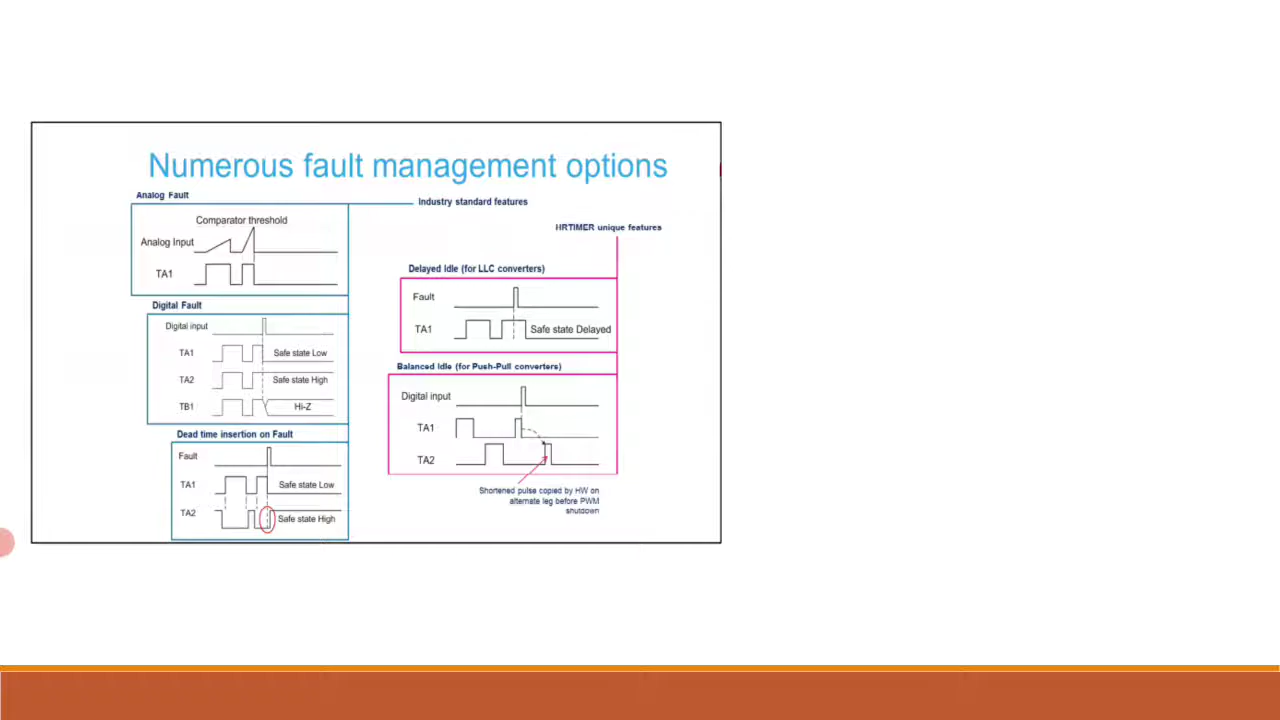 Numerous fault management options
Analog Fault
Industry standard features
Comparator threshold
Analog Input
TA1
Digital Fault
Digital input
TA1
Safe state Low
TA2
Safe state High
TB1
Hi-Z
Dead time insertion on Fault
Fault
TA1
Safe state Low
TA2
Safe state High
HRTIMER unique features
Delayed Idle (for LLC converters)
Fault
TA1
Safe state Delayed
Balanced Idle (for Push-Pull converters)
Digital input
TA1
TA2
Shortened pulse copied by HW on
alternate leg before PWM
shutdown